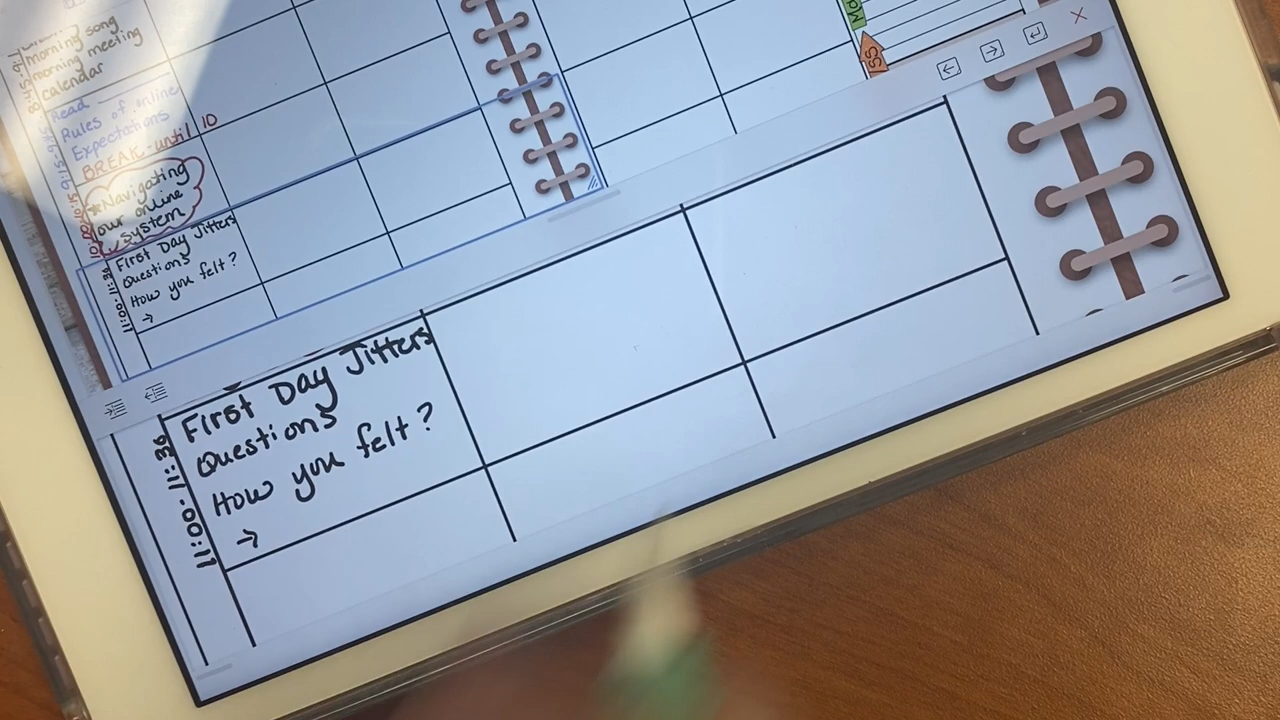 morning song
morning meeting
calendar
Read
Rules of online
Expectations
BREAK until 10
★Navigating
our online
system
First Day Jitters
Questions
How you felt?
→
11:00-11:30
SS
First Day Jitters
Questions
How you felt?
→
11:00-11:30